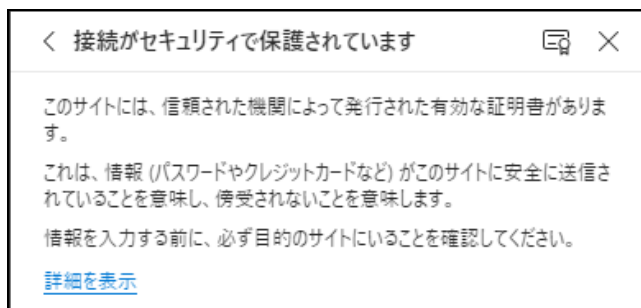 接続がセキュリティで保護されています
このサイトには、信頼された機関によって発行された有効な証明書がありま
す。
これは、情報 (パスワードやクレジットカードなど) がこのサイトに安全に送信さ
れていることを意味し、傍受されないことを意味します。
情報を入力する前に、必ず目的のサイトにいることを確認してください。
詳細を表示